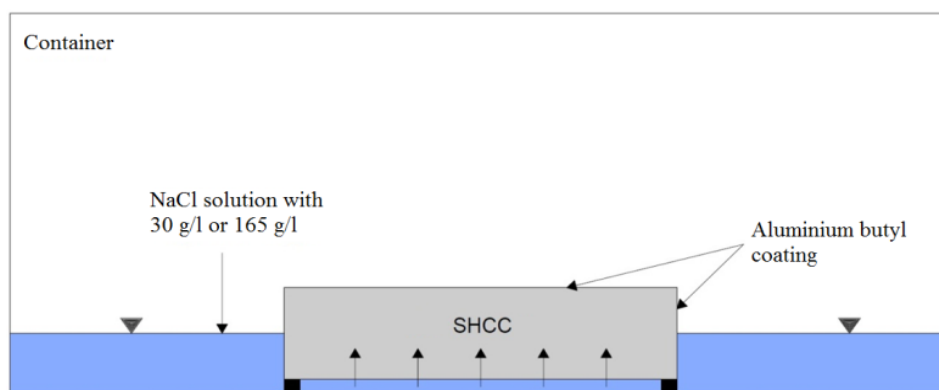 Container
NaCl solution with
30 g/l or 165 g/l
Aluminium butyl
coating
SHCC